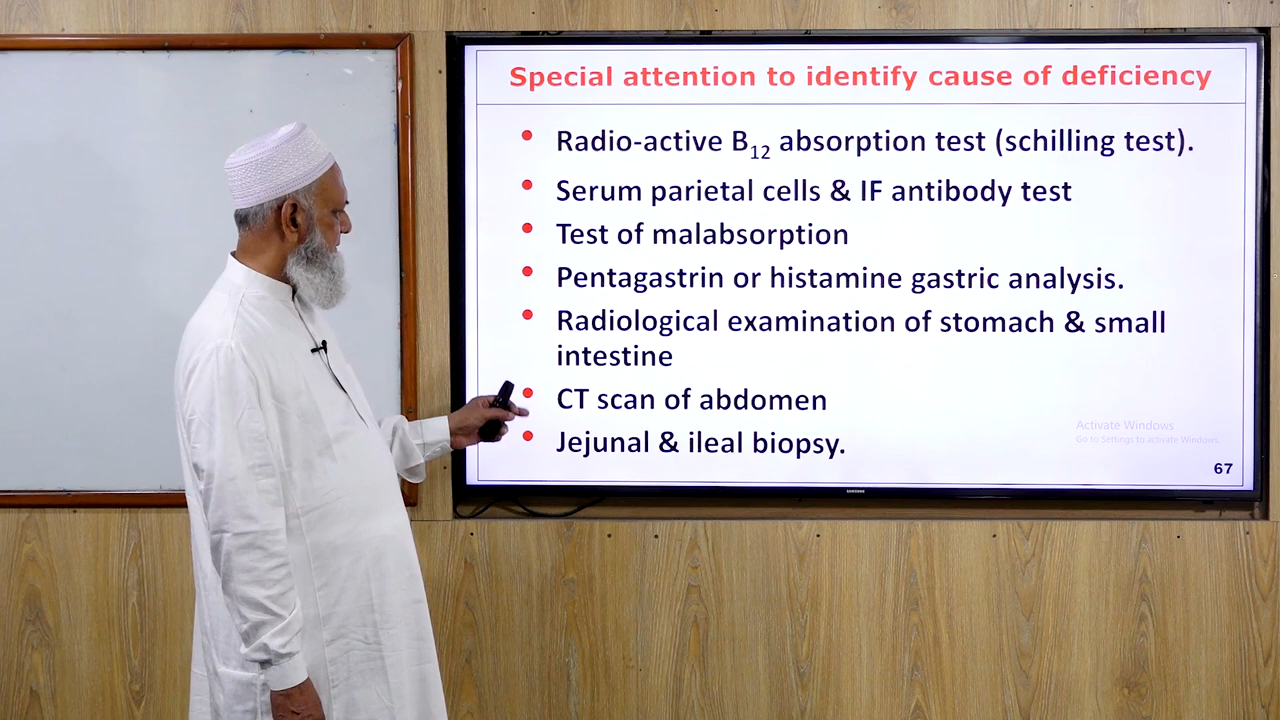 Special attention to identify cause of deficiency
• Radio-active B₁₂ absorption test (schilling test).
• Serum parietal cells & IF antibody test
• Test of malabsorption
• Pentagastrin or histamine gastric analysis.
• Radiological examination of stomach & small
intestine
• CT scan of abdomen
• Jejunal & ileal biopsy.
Activate Windows
Go to Settings to activate Windows.
67
SAMSUNG